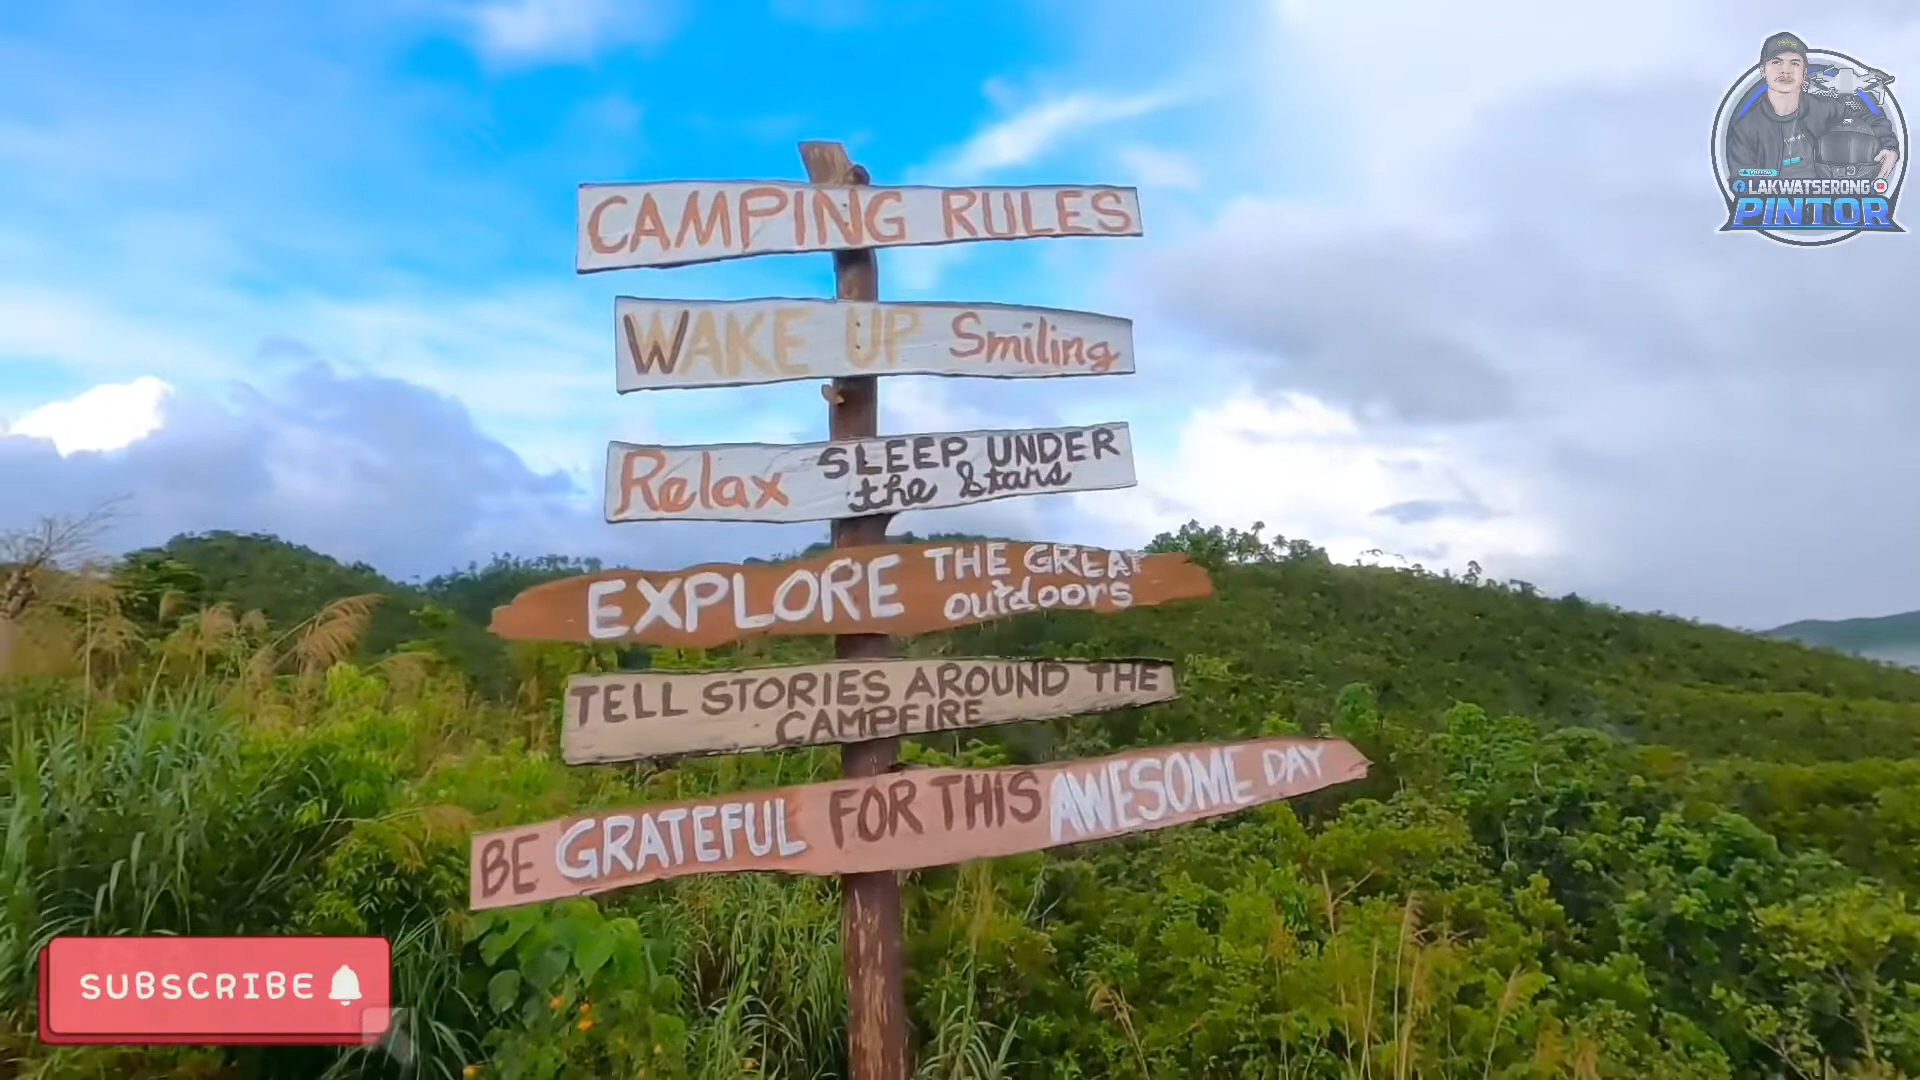 CAMPING RULES
WAKE UP Smiling
Relax SLEEP UNDER
the Stars
EXPLORE THE GREAT
outdoors
TELL STORIES AROUND THE
CAMPFIRE
BE GRATEFUL FOR THIS AWESOME DAY
LAKWATSERONG
PINTOR
SUBSCRIBE